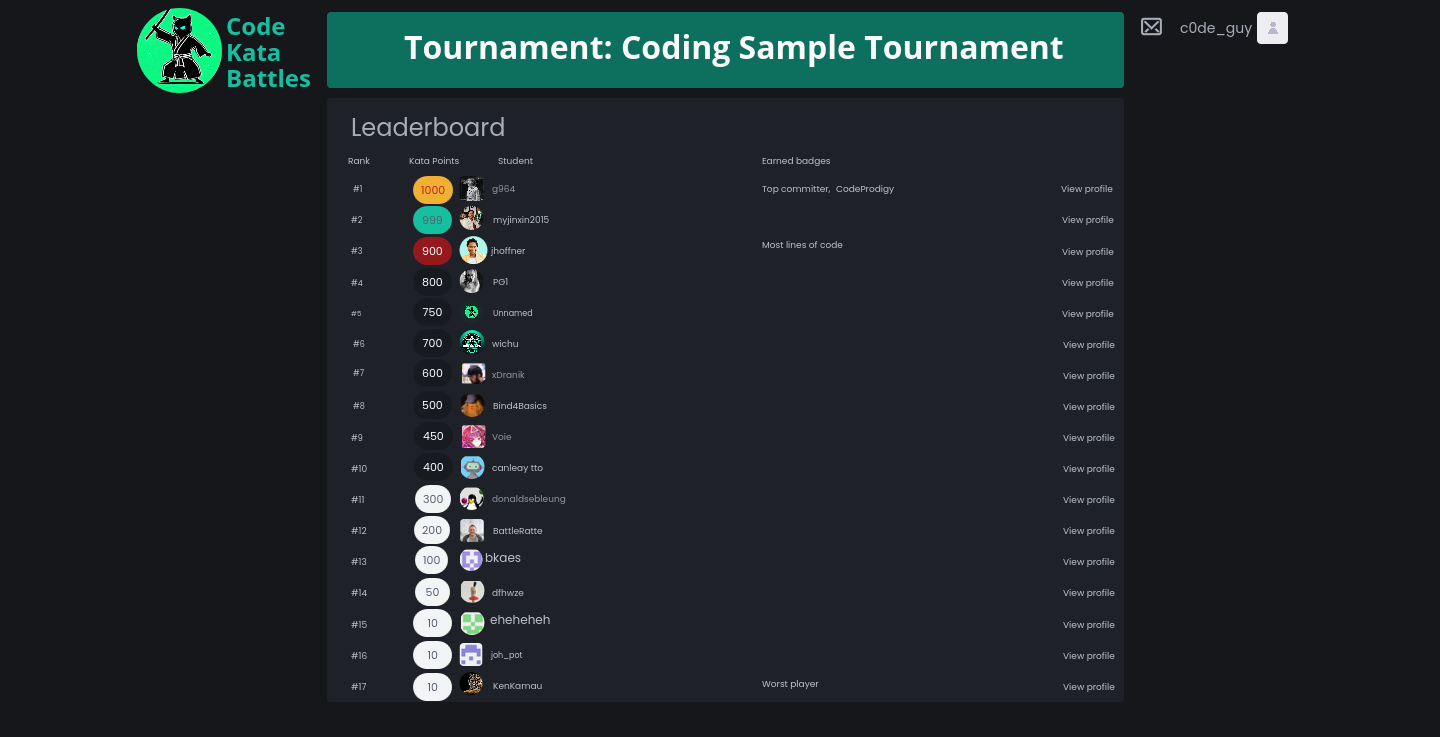 Code
Kata
Battles
Tournament: Coding Sample Tournament
c0de_guy
Leaderboard
Rank Kata Points Student Earned badges
#1 1000 g964 Top committer, CodeProdigy View profile
#2 999 myjinxin2015 View profile
#3 900 jhoffner Most lines of code View profile
#4 800 PG1 View profile
#5 750 Unnamed View profile
#6 700 wichu View profile
#7 600 xDranik View profile
#8 500 Bind4Basics View profile
#9 450 Voie View profile
#10 400 canleay tto View profile
#11 300 donaldsebleung View profile
#12 200 BattleRatte View profile
#13 100 bkaes View profile
#14 50 dfhwze View profile
#15 10 eheheheh View profile
#16 10 joh_pot View profile
#17 10 KenKamau Worst player View profile